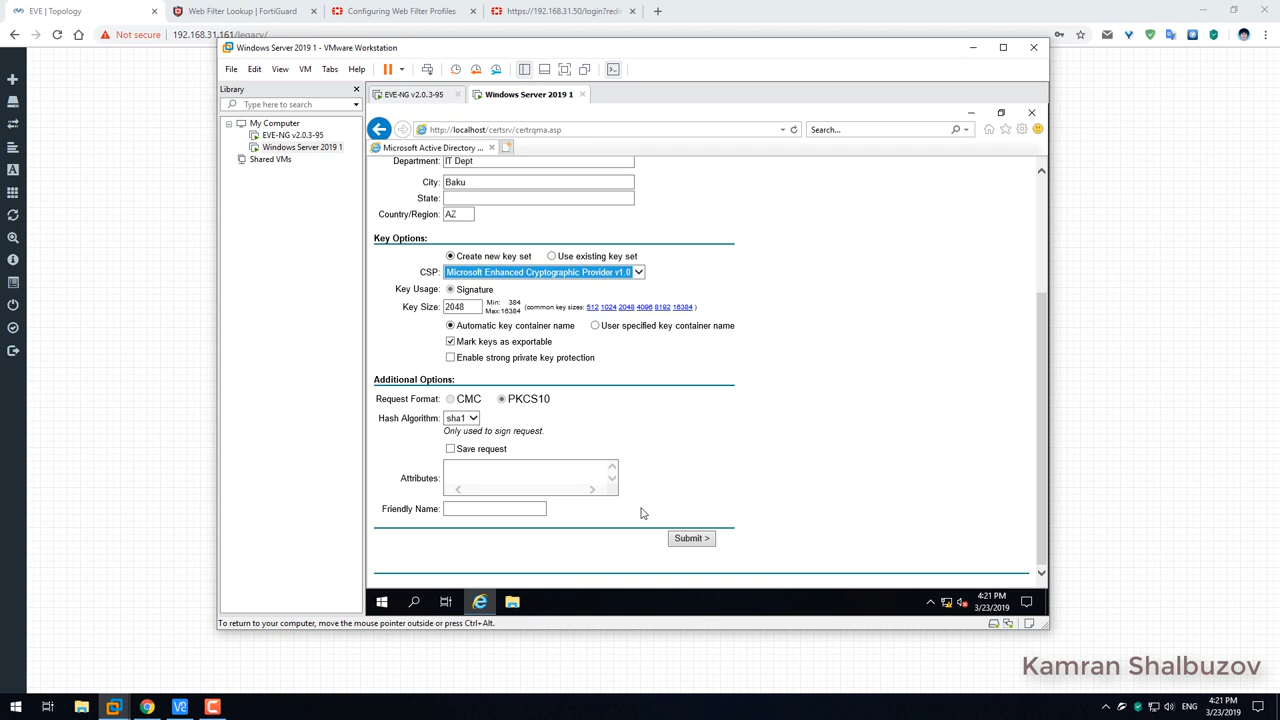 EVE | Topology
Web Filter Lookup | FortiGuard
Configuring Web Filter Profiles
https://192.168.31.50/login?redi
Not secure
192.168.31.161/legacy/
Windows Server 2019 1 - VMware Workstation
File Edit View VM Tabs Help
Library
Type here to search
My Computer
EVE-NG v2.0.3-95
Windows Server 2019 1
Shared VMs
EVE-NG v2.0.3-95
Windows Server 2019 1
http://localhost/certsrv/certrqma.asp
Search...
Microsoft Active Directory ...
Department: IT Dept
City: Baku
State:
Country/Region: AZ
Key Options:
Create new key set Use existing key set
CSP: Microsoft Enhanced Cryptographic Provider v1.0
Key Usage: Signature
Key Size: 2048 Min: 384 Max:16384 (common key sizes: 512 1024 2048 4096 8192 16384 )
Automatic key container name User specified key container name
Mark keys as exportable
Enable strong private key protection
Additional Options:
Request Format: CMC PKCS10
Hash Algorithm: sha1
Only used to sign request.
Save request
Attributes:
Friendly Name:
Submit >
4:21 PM
3/23/2019
To return to your computer, move the mouse pointer outside or press Ctrl+Alt.
Kamran Shalbuzov
ENG
4:21 PM
3/23/2019